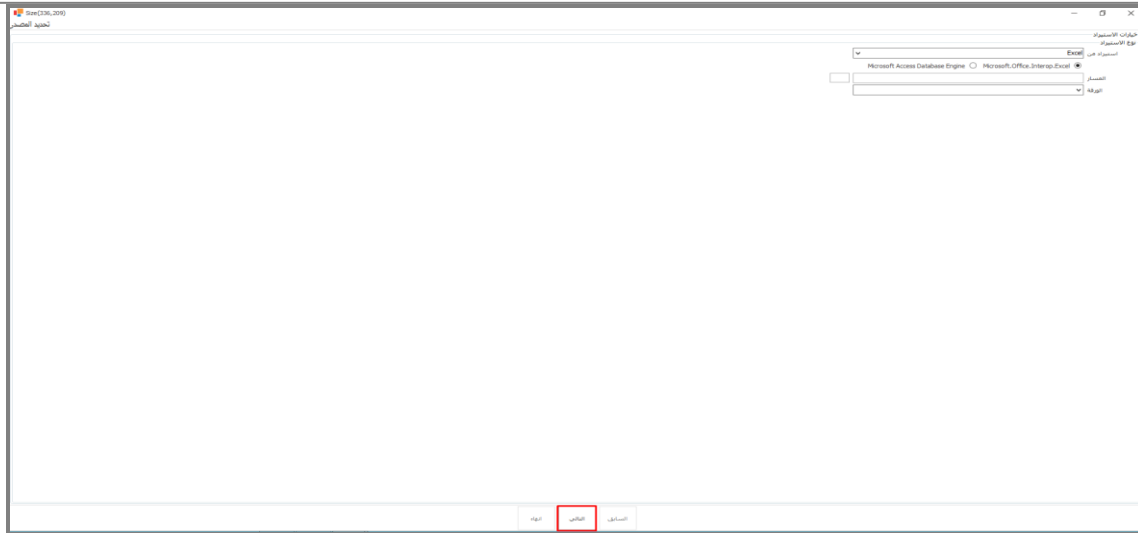 Size(336,209)
تحديد المصدر
خيارات الاستيراد
نوع الاستيراد
استيراد من Excel
Microsoft.Office.Interop.Excel Microsoft Access Database Engine
المسار
الورقة
السابق التالي انهاء